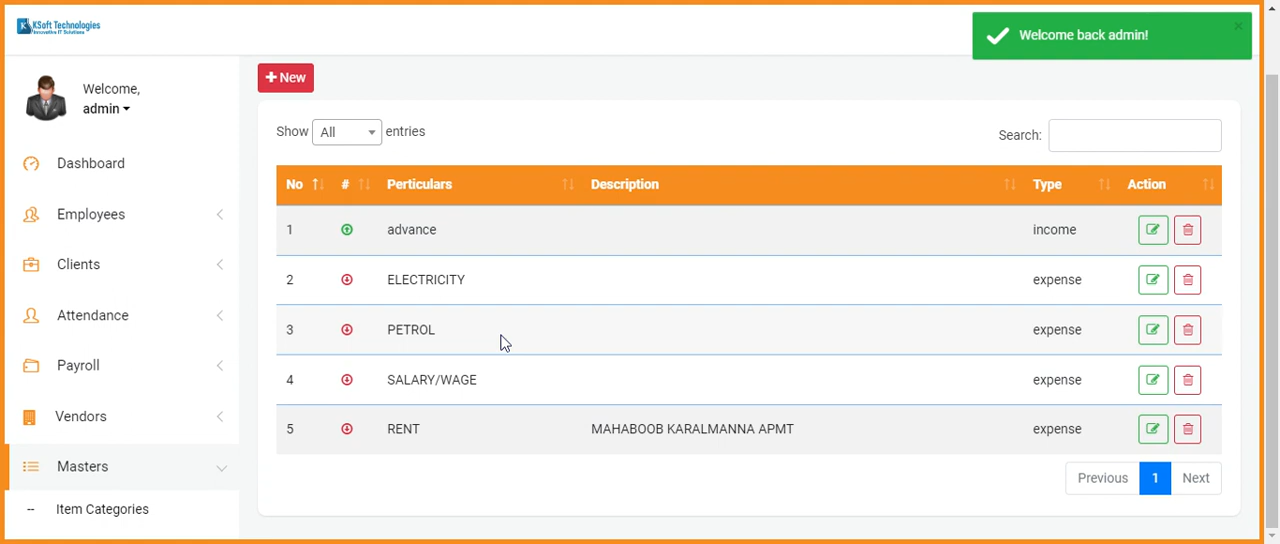 KSoft Technologies
Innovative IT Solutions
Welcome back admin!
×
Welcome,
admin
New
Show All entries
Search:
No # Perticulars Description Type Action
1 advance income
2 ELECTRICITY expense
3 PETROL expense
4 SALARY/WAGE expense
5 RENT MAHABOOB KARALMANNA APMT expense
Previous 1 Next
Dashboard
Employees
Clients
Attendance
Payroll
Vendors
Masters
-- Item Categories